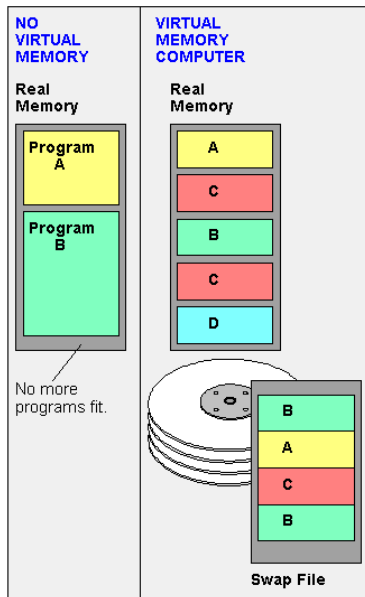 NO
VIRTUAL
MEMORY
Real
Memory
Program
A
Program
B
No more
programs fit.
VIRTUAL
MEMORY
COMPUTER
Real
Memory
A
C
B
C
D
B
A
C
B
Swap File